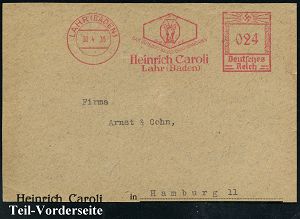 LAHR (BADEN)
30.4.36
Heinrich Caroli
Lahr (Baden)
024
Deutsches
Reich
Firma
Arnst & Cohn,
Heinrich Caroli in Hamburg 11
Teil-Vorderseite